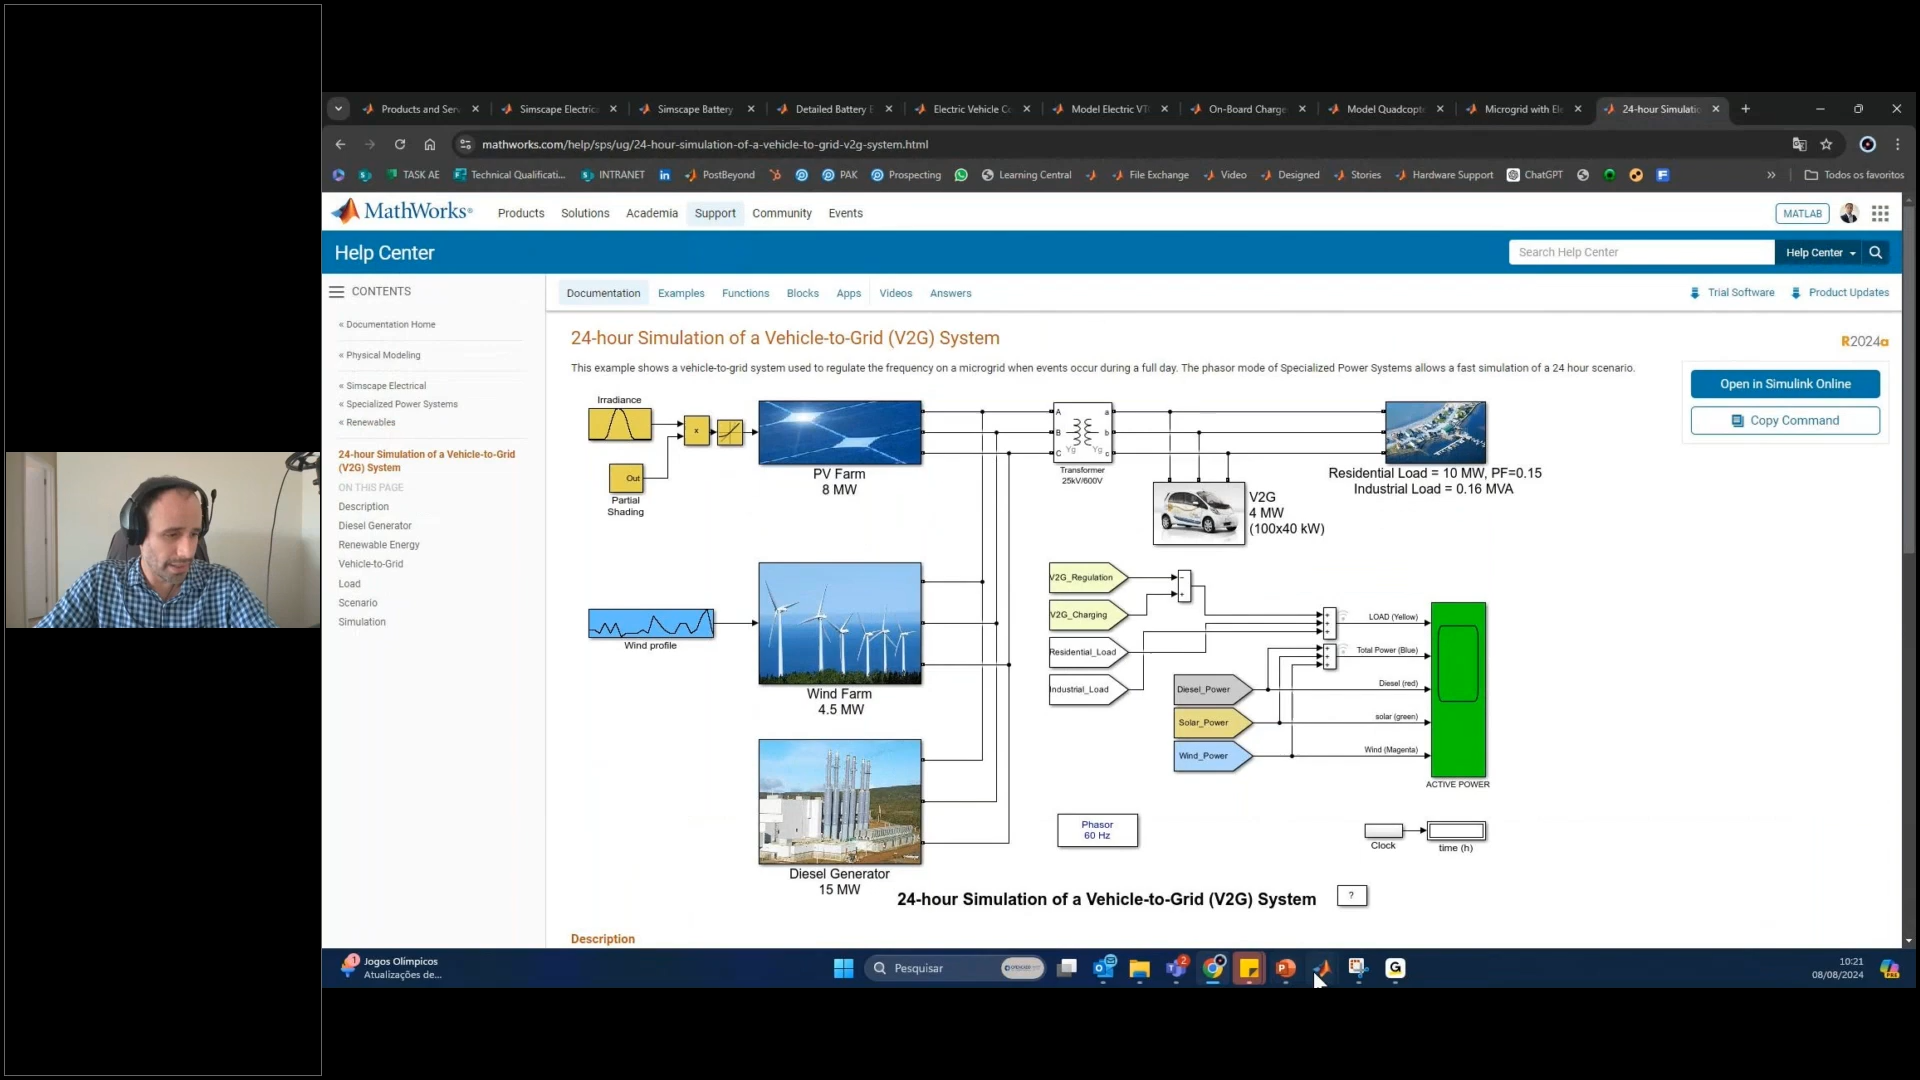 Products and Ser
Simscape Electric
Simscape Battery
Detailed Battery E
Electric Vehicle Co
Model Electric VT
On-Board Charge
Model Quadcopt
Microgrid with Ele
24-hour Simulatio
mathworks.com/help/sps/ug/24-hour-simulation-of-a-vehicle-to-grid-v2g-system.html
TASK AE
Technical Qualificati...
INTRANET
PostBeyond
PAK
Prospecting
Learning Central
File Exchange
Video
Designed
Stories
Hardware Support
ChatGPT
Todos os favoritos
MathWorks®
Products
Solutions
Academia
Support
Community
Events
MATLAB
Help Center
Search Help Center
Help Center
CONTENTS
Documentation
Examples
Functions
Blocks
Apps
Videos
Answers
Trial Software
Product Updates
« Documentation Home
« Physical Modeling
« Simscape Electrical
« Specialized Power Systems
« Renewables
24-hour Simulation of a Vehicle-to-Grid
(V2G) System
ON THIS PAGE
Description
Diesel Generator
Renewable Energy
Vehicle-to-Grid
Load
Scenario
Simulation
24-hour Simulation of a Vehicle-to-Grid (V2G) System
R2024a
This example shows a vehicle-to-grid system used to regulate the frequency on a microgrid when events occur during a full day. The phasor mode of Specialized Power Systems allows a fast simulation of a 24 hour scenario.
Open in Simulink Online
Copy Command
Irradiance
x
Out
Partial
Shading
PV Farm
8 MW
A
B
C
a
b
c
Yg
Yg
Transformer
25kV/600V
Residential Load = 10 MW, PF=0.15
Industrial Load = 0.16 MVA
V2G
4 MW
(100x40 kW)
Wind profile
Wind Farm
4.5 MW
V2G_Regulation
V2G_Charging
Residential_Load
Industrial_Load
Diesel_Power
Solar_Power
Wind_Power
LOAD (Yellow)
Total Power (Blue)
Diesel (red)
solar (green)
Wind (Magenta)
ACTIVE POWER
Diesel Generator
15 MW
Phasor
60 Hz
Clock
time (h)
24-hour Simulation of a Vehicle-to-Grid (V2G) System
?
Description
1
Jogos Olímpicos
Atualizações de...
Pesquisar
2
10:21
08/08/2024